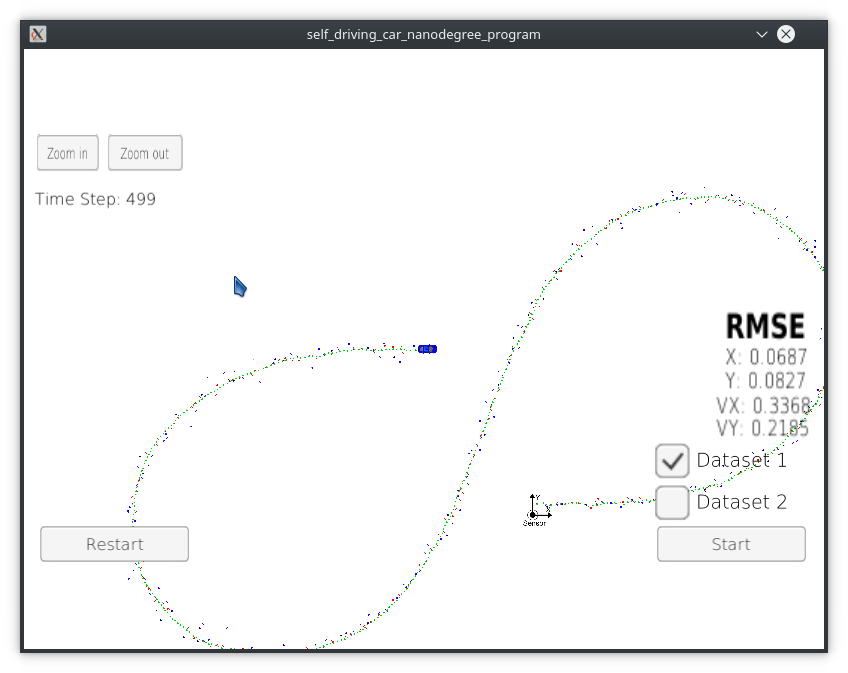 self_driving_car_nanodegree_program
Zoom in
Zoom out
Time Step: 499
RMSE
X: 0.0687
Y: 0.0827
VX: 0.3368
VY: 0.2185
Dataset 1
Dataset 2
Y
X
Sensor
Restart
Start